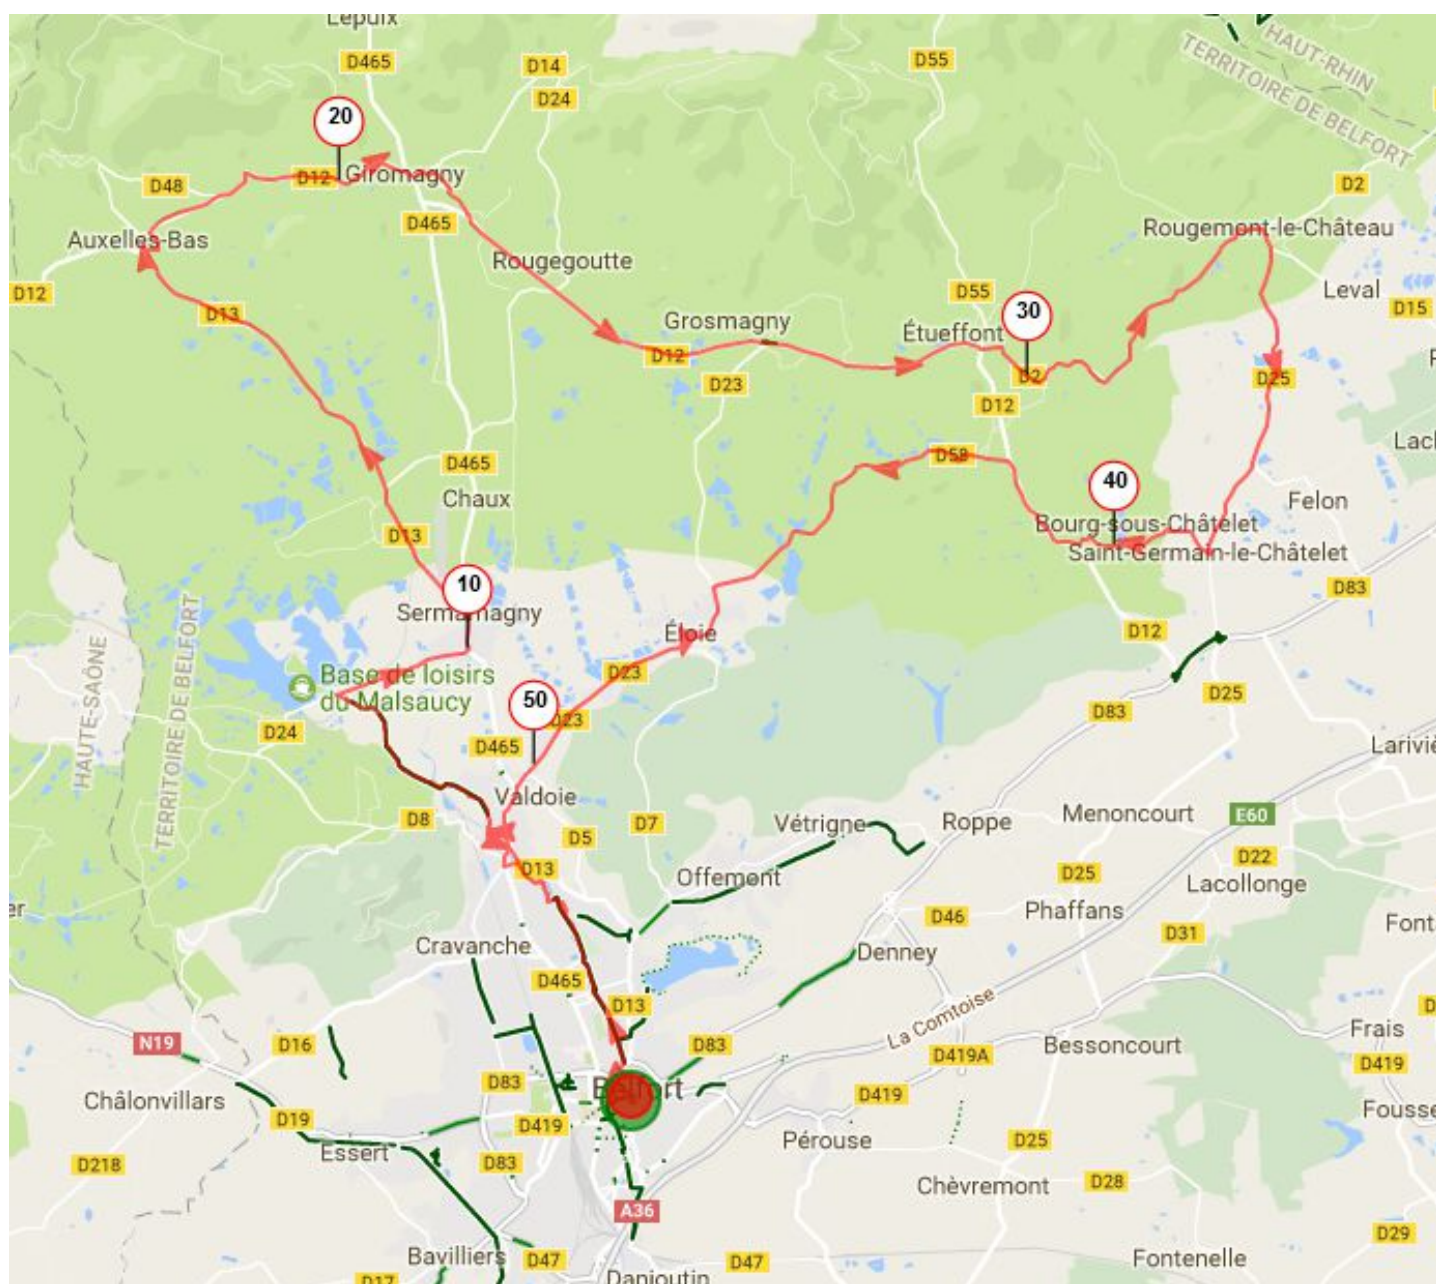 Lepuix
D465
D14
D24
D55
HAUT-RHIN
TERRITOIRE DE BELFORT
20
D48
D12
Giromagny
D2
D465
Auxelles-Bas
Rougemont-le-Château
Rougegoutte
D12
D13
D55
30
Leval
D15
Grosmagny
Étueffont
D12
D23
D2
D25
D12
D465
D58
Chaux
40
Felon
D13
Bourg-sous-Châtelet
Saint-Germain-le-Châtelet
10
D83
Sermamagny
Éloie
D12
HAUTE-SAÔNE
TERRITOIRE DE BELFORT
Base de loisirs
du Malsaucy
D23
D25
50
D23
D83
D24
D465
Valdoie
D8
D5
D7
Vétrigne
Roppe
Menoncourt
E60
D22
D13
Offemont
D25
Lacollonge
D46
Phaffans
D31
Cravanche
Denney
D465
D13
La Comtoise
N19
D16
D83
D419A
Bessoncourt
Frais
D419
D83
Belfort
D419
Châlonvillars
D19
D419
Pérouse
D25
Essert
D218
D83
Chèvremont
D28
A36
D29
Bavilliers
D47
D47
Fontenelle
D17
Danjoutin